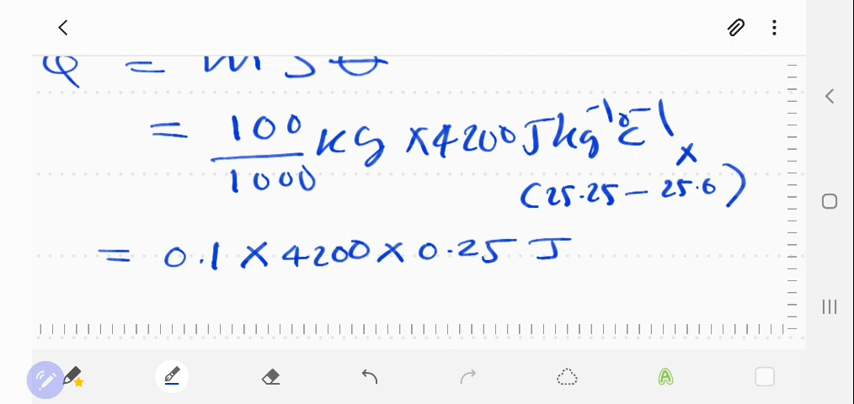 Q = msθ
= 100/1000 kg × 4200 J kg⁻¹ °C⁻¹ ×
(25.25 − 25.0)
= 0.1 × 4200 × 0.25 J